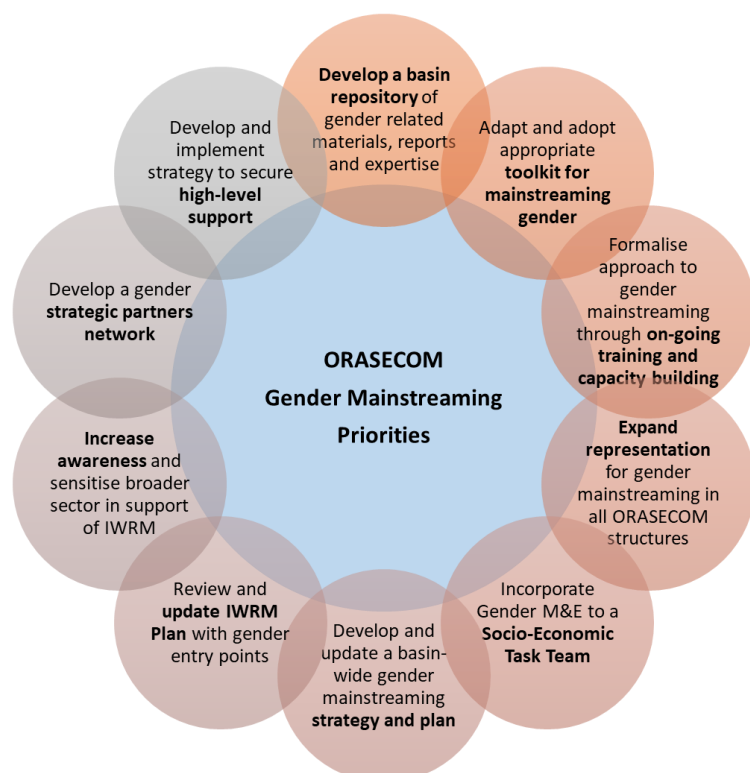 Develop a basin
repository of
gender related
materials, reports
and expertise
Adapt and adopt
appropriate
toolkit for
mainstreaming
gender
Formalise
approach to
gender
mainstreaming
through on-going
training and
capacity building
Expand
representation
for gender
mainstreaming in
all ORASECOM
structures
Incorporate
Gender M&E to a
Socio-Economic
Task Team
Develop and
update a basin-
wide gender
mainstreaming
strategy and plan
Review and
update IWRM
Plan with gender
entry points
Increase
awareness and
sensitise broader
sector in support
of IWRM
Develop a gender
strategic partners
network
Develop and
implement
strategy to secure
high-level
support
ORASECOM
Gender Mainstreaming
Priorities